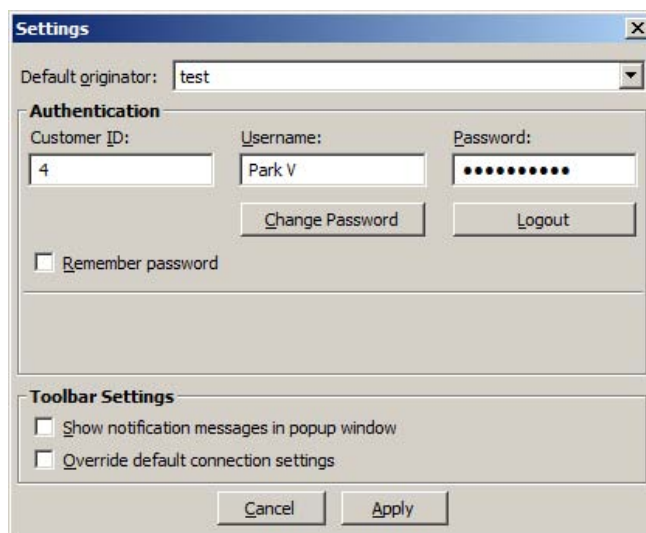 Settings
Default originator: test
Authentication
Customer ID: Username: Password:
4 Park V ••••••••••
Change Password Logout
Remember password
Toolbar Settings
Show notification messages in popup window
Override default connection settings
Cancel Apply